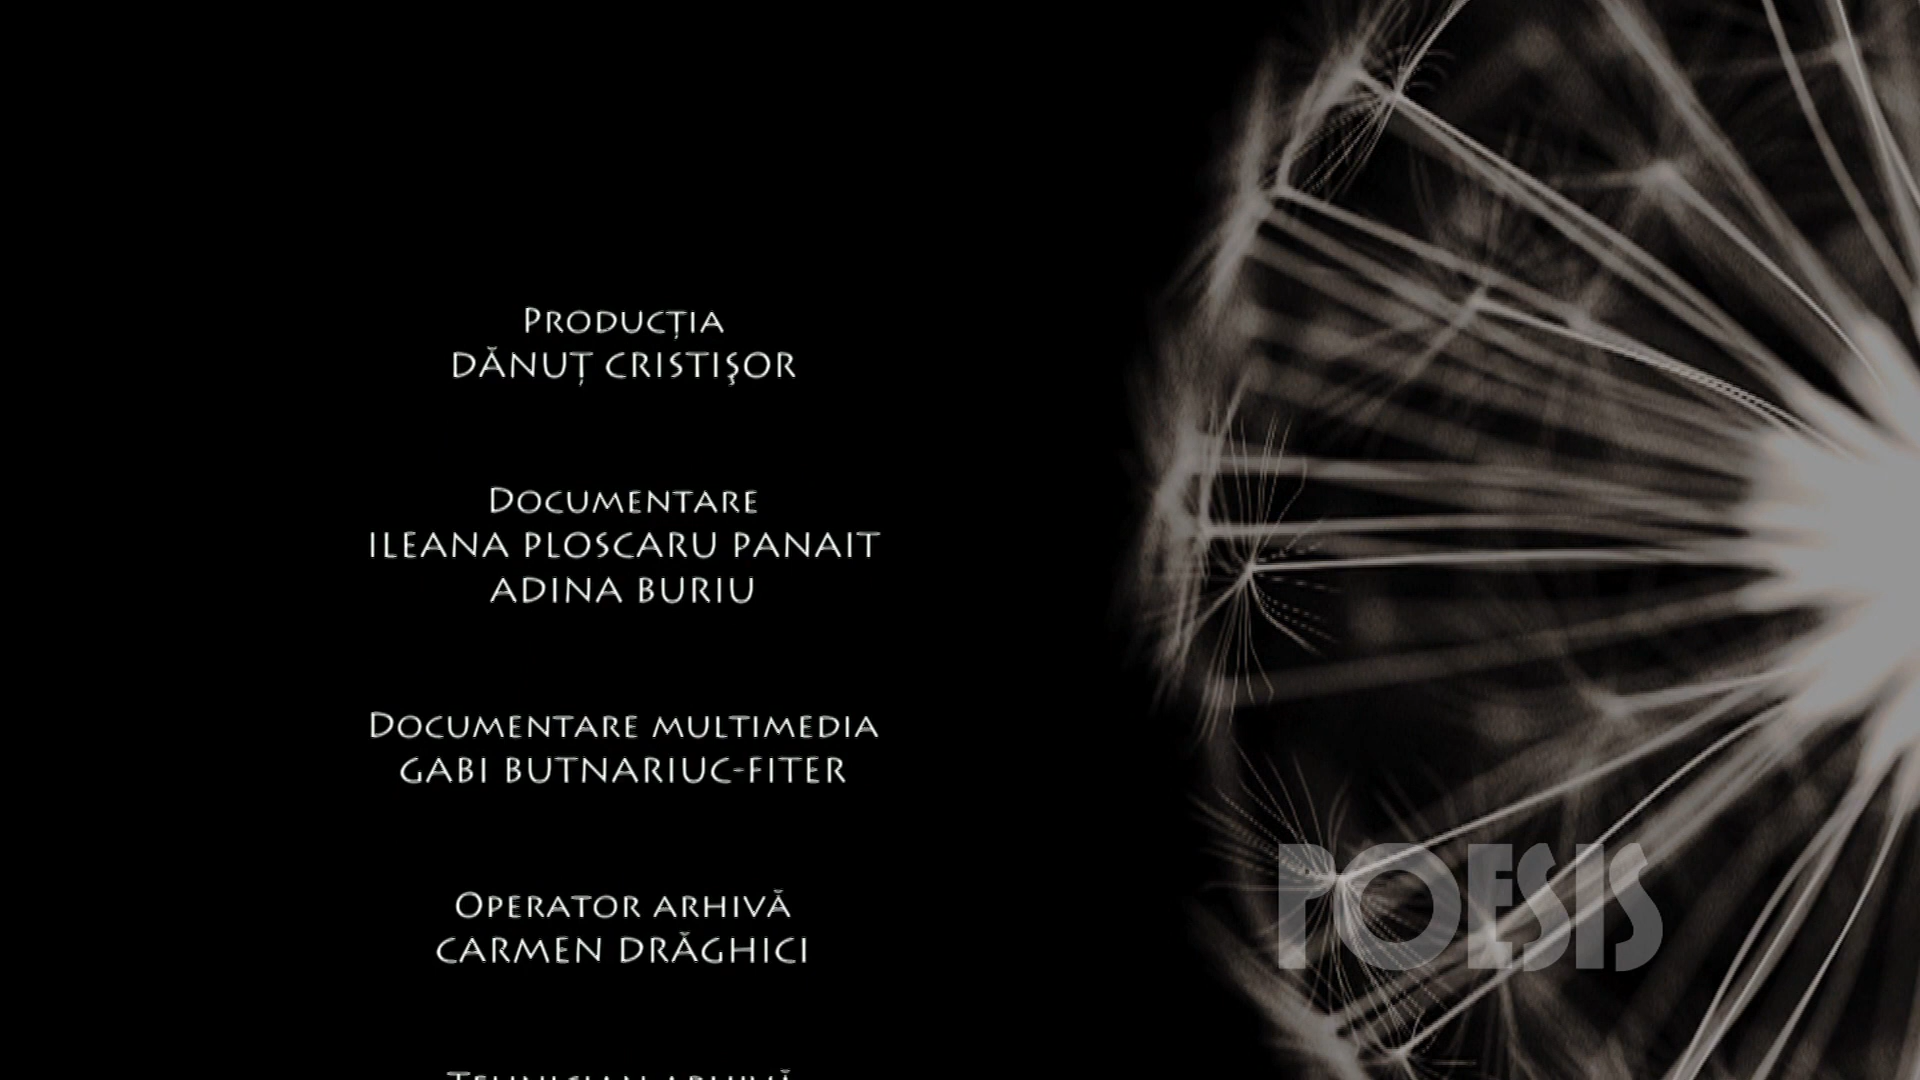 Producția
DĂNUȚ CRISTIŞOR
Documentare
ILEANA PLOSCARU PANAIT
ADINA BURIU
Documentare multimedia
GABI BUTNARIUC-FITER
Operator arhivă
CARMEN DRĂGHICI
POESIS